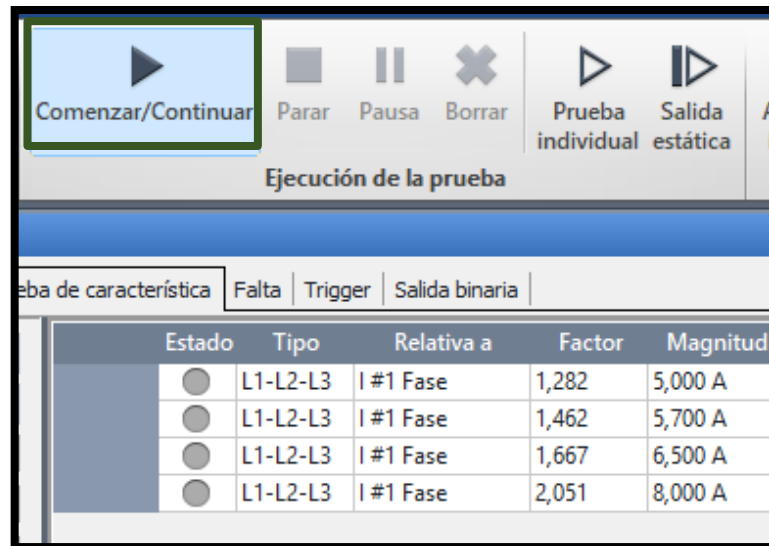 Comenzar/Continuar Parar Pausa Borrar Prueba individual Salida estática
Ejecución de la prueba
de característica Falta Trigger Salida binaria
Estado Tipo Relativa a Factor Magnitud
L1-L2-L3 I #1 Fase 1,282 5,000 A
L1-L2-L3 I #1 Fase 1,462 5,700 A
L1-L2-L3 I #1 Fase 1,667 6,500 A
L1-L2-L3 I #1 Fase 2,051 8,000 A